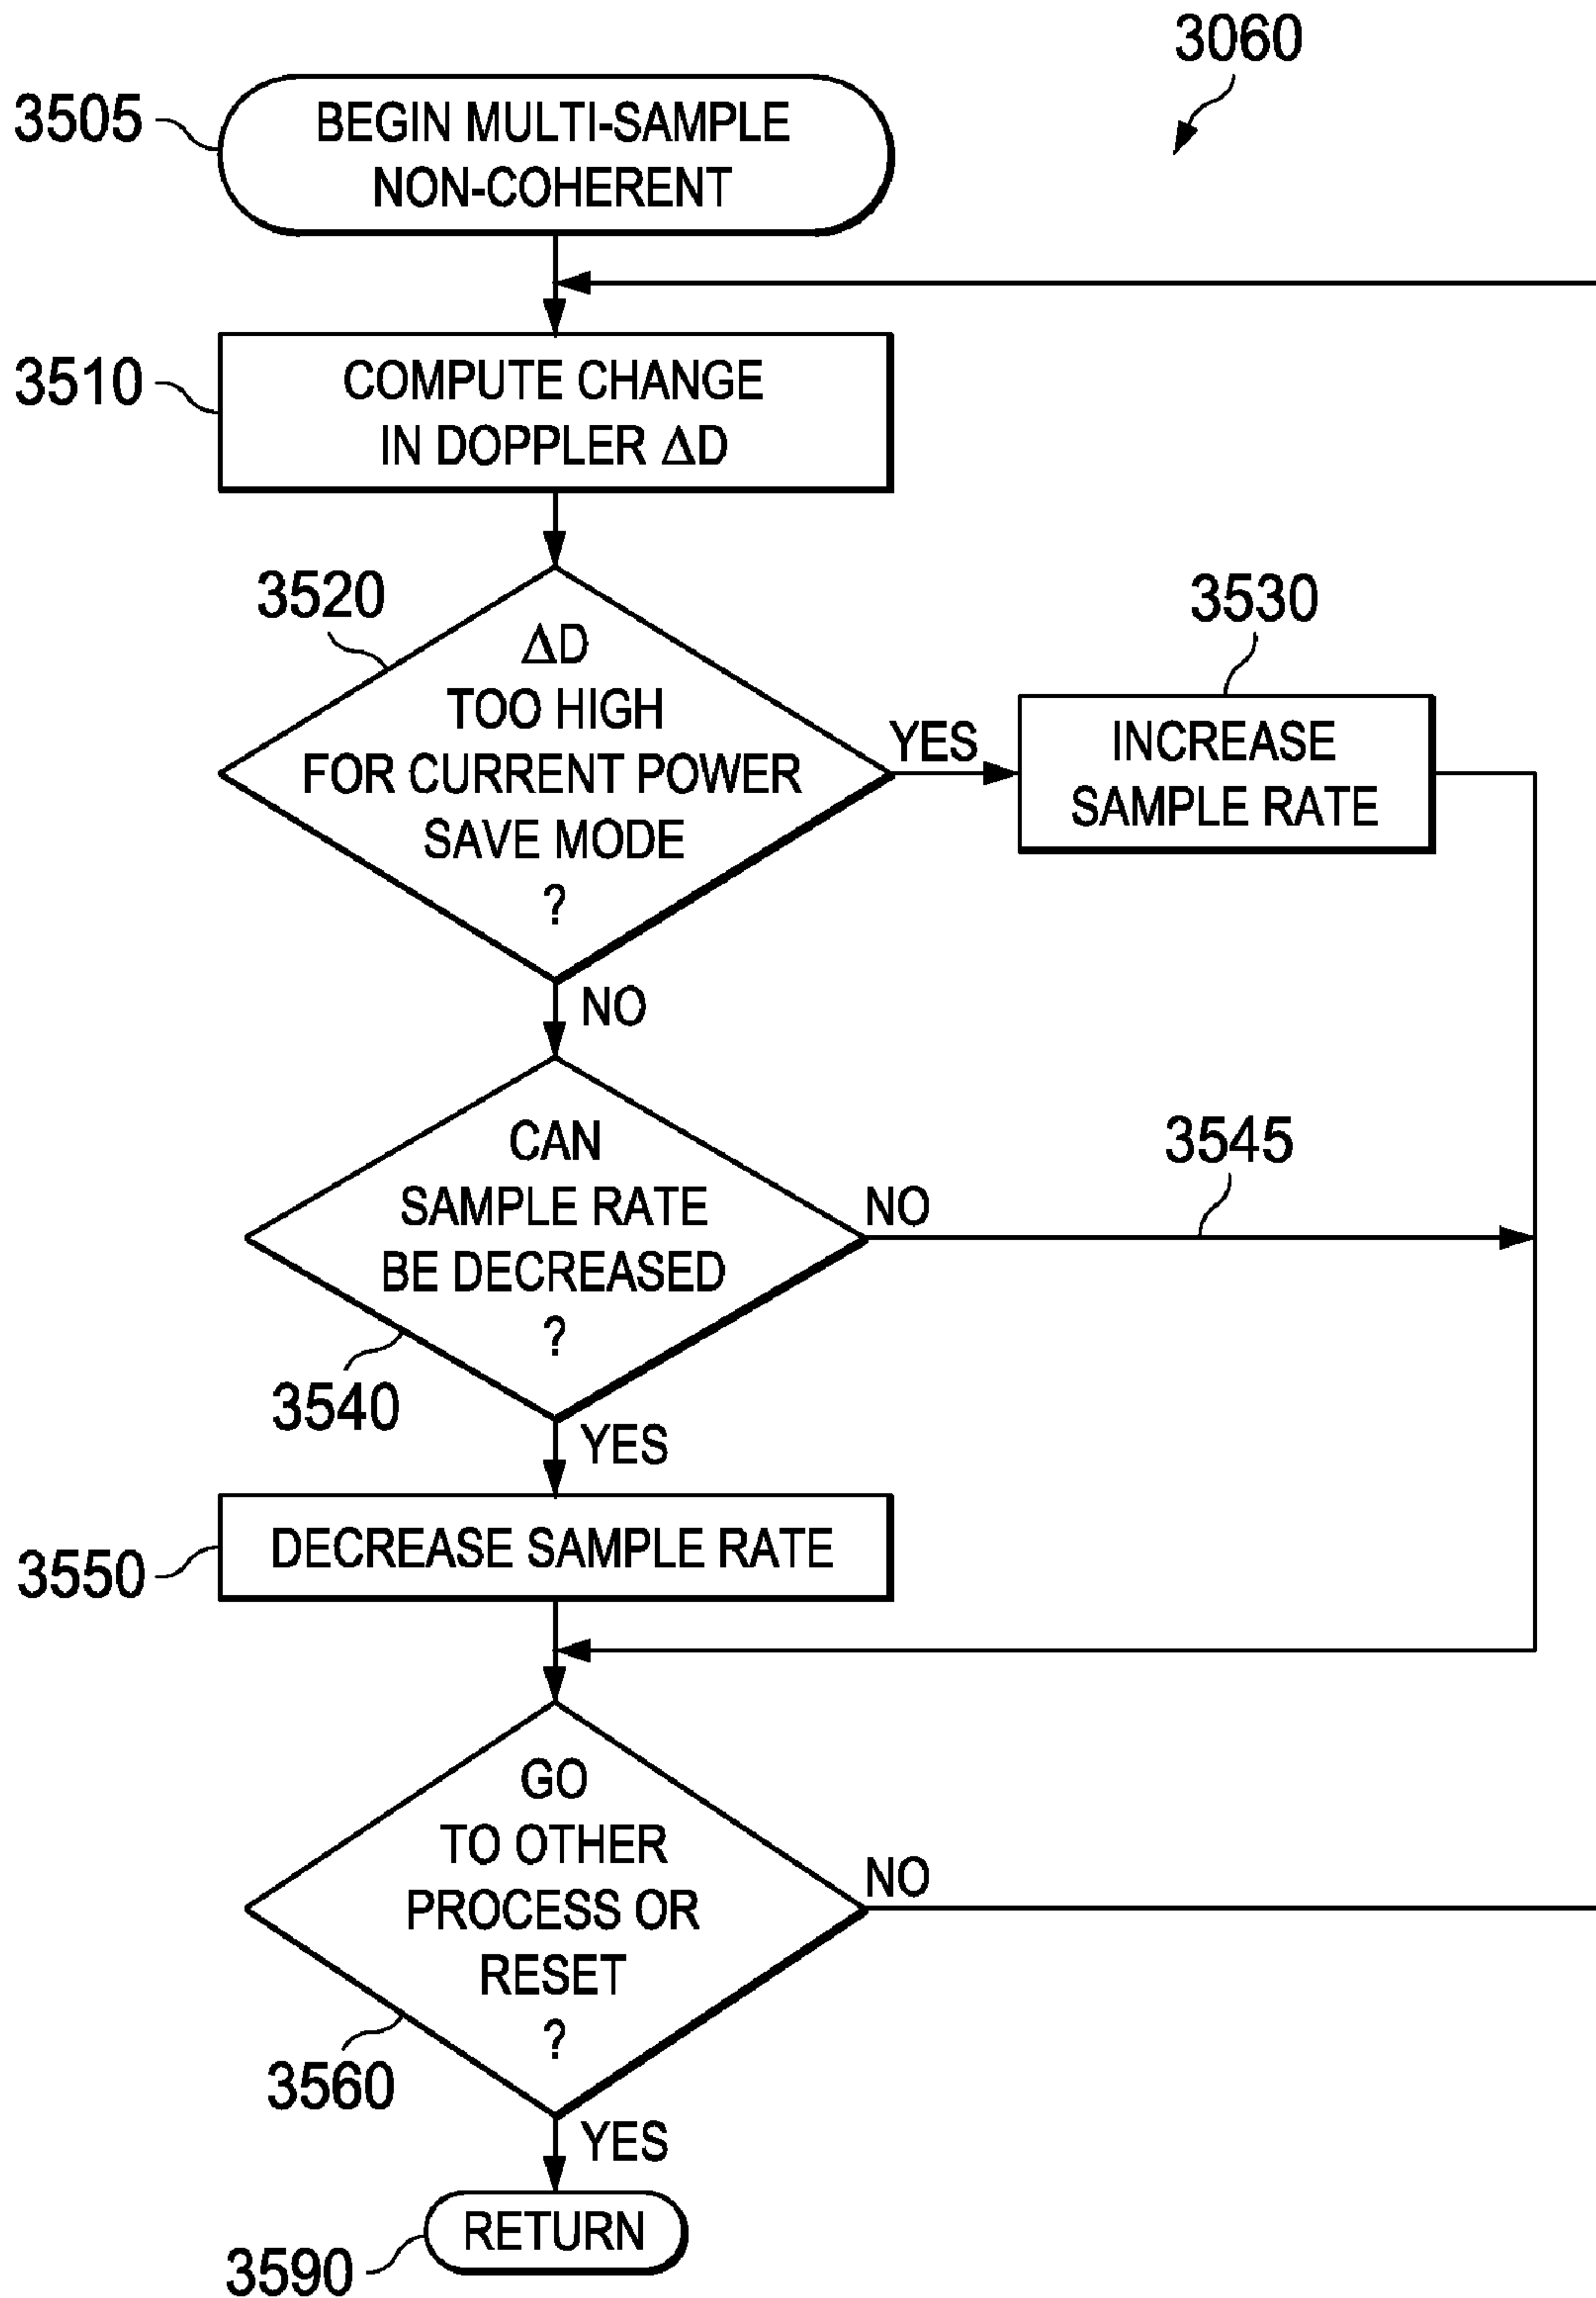 3060
3505
BEGIN MULTI-SAMPLE
NON-COHERENT
3510
COMPUTE CHANGE
IN DOPPLER ΔD
3520
ΔD
TOO HIGH
FOR CURRENT POWER
SAVE MODE
?
YES
3530
INCREASE
SAMPLE RATE
NO
CAN
SAMPLE RATE
BE DECREASED
?
NO
3545
3540
YES
3550
DECREASE SAMPLE RATE
GO
TO OTHER
PROCESS OR
RESET
?
NO
3560
YES
RETURN
3590